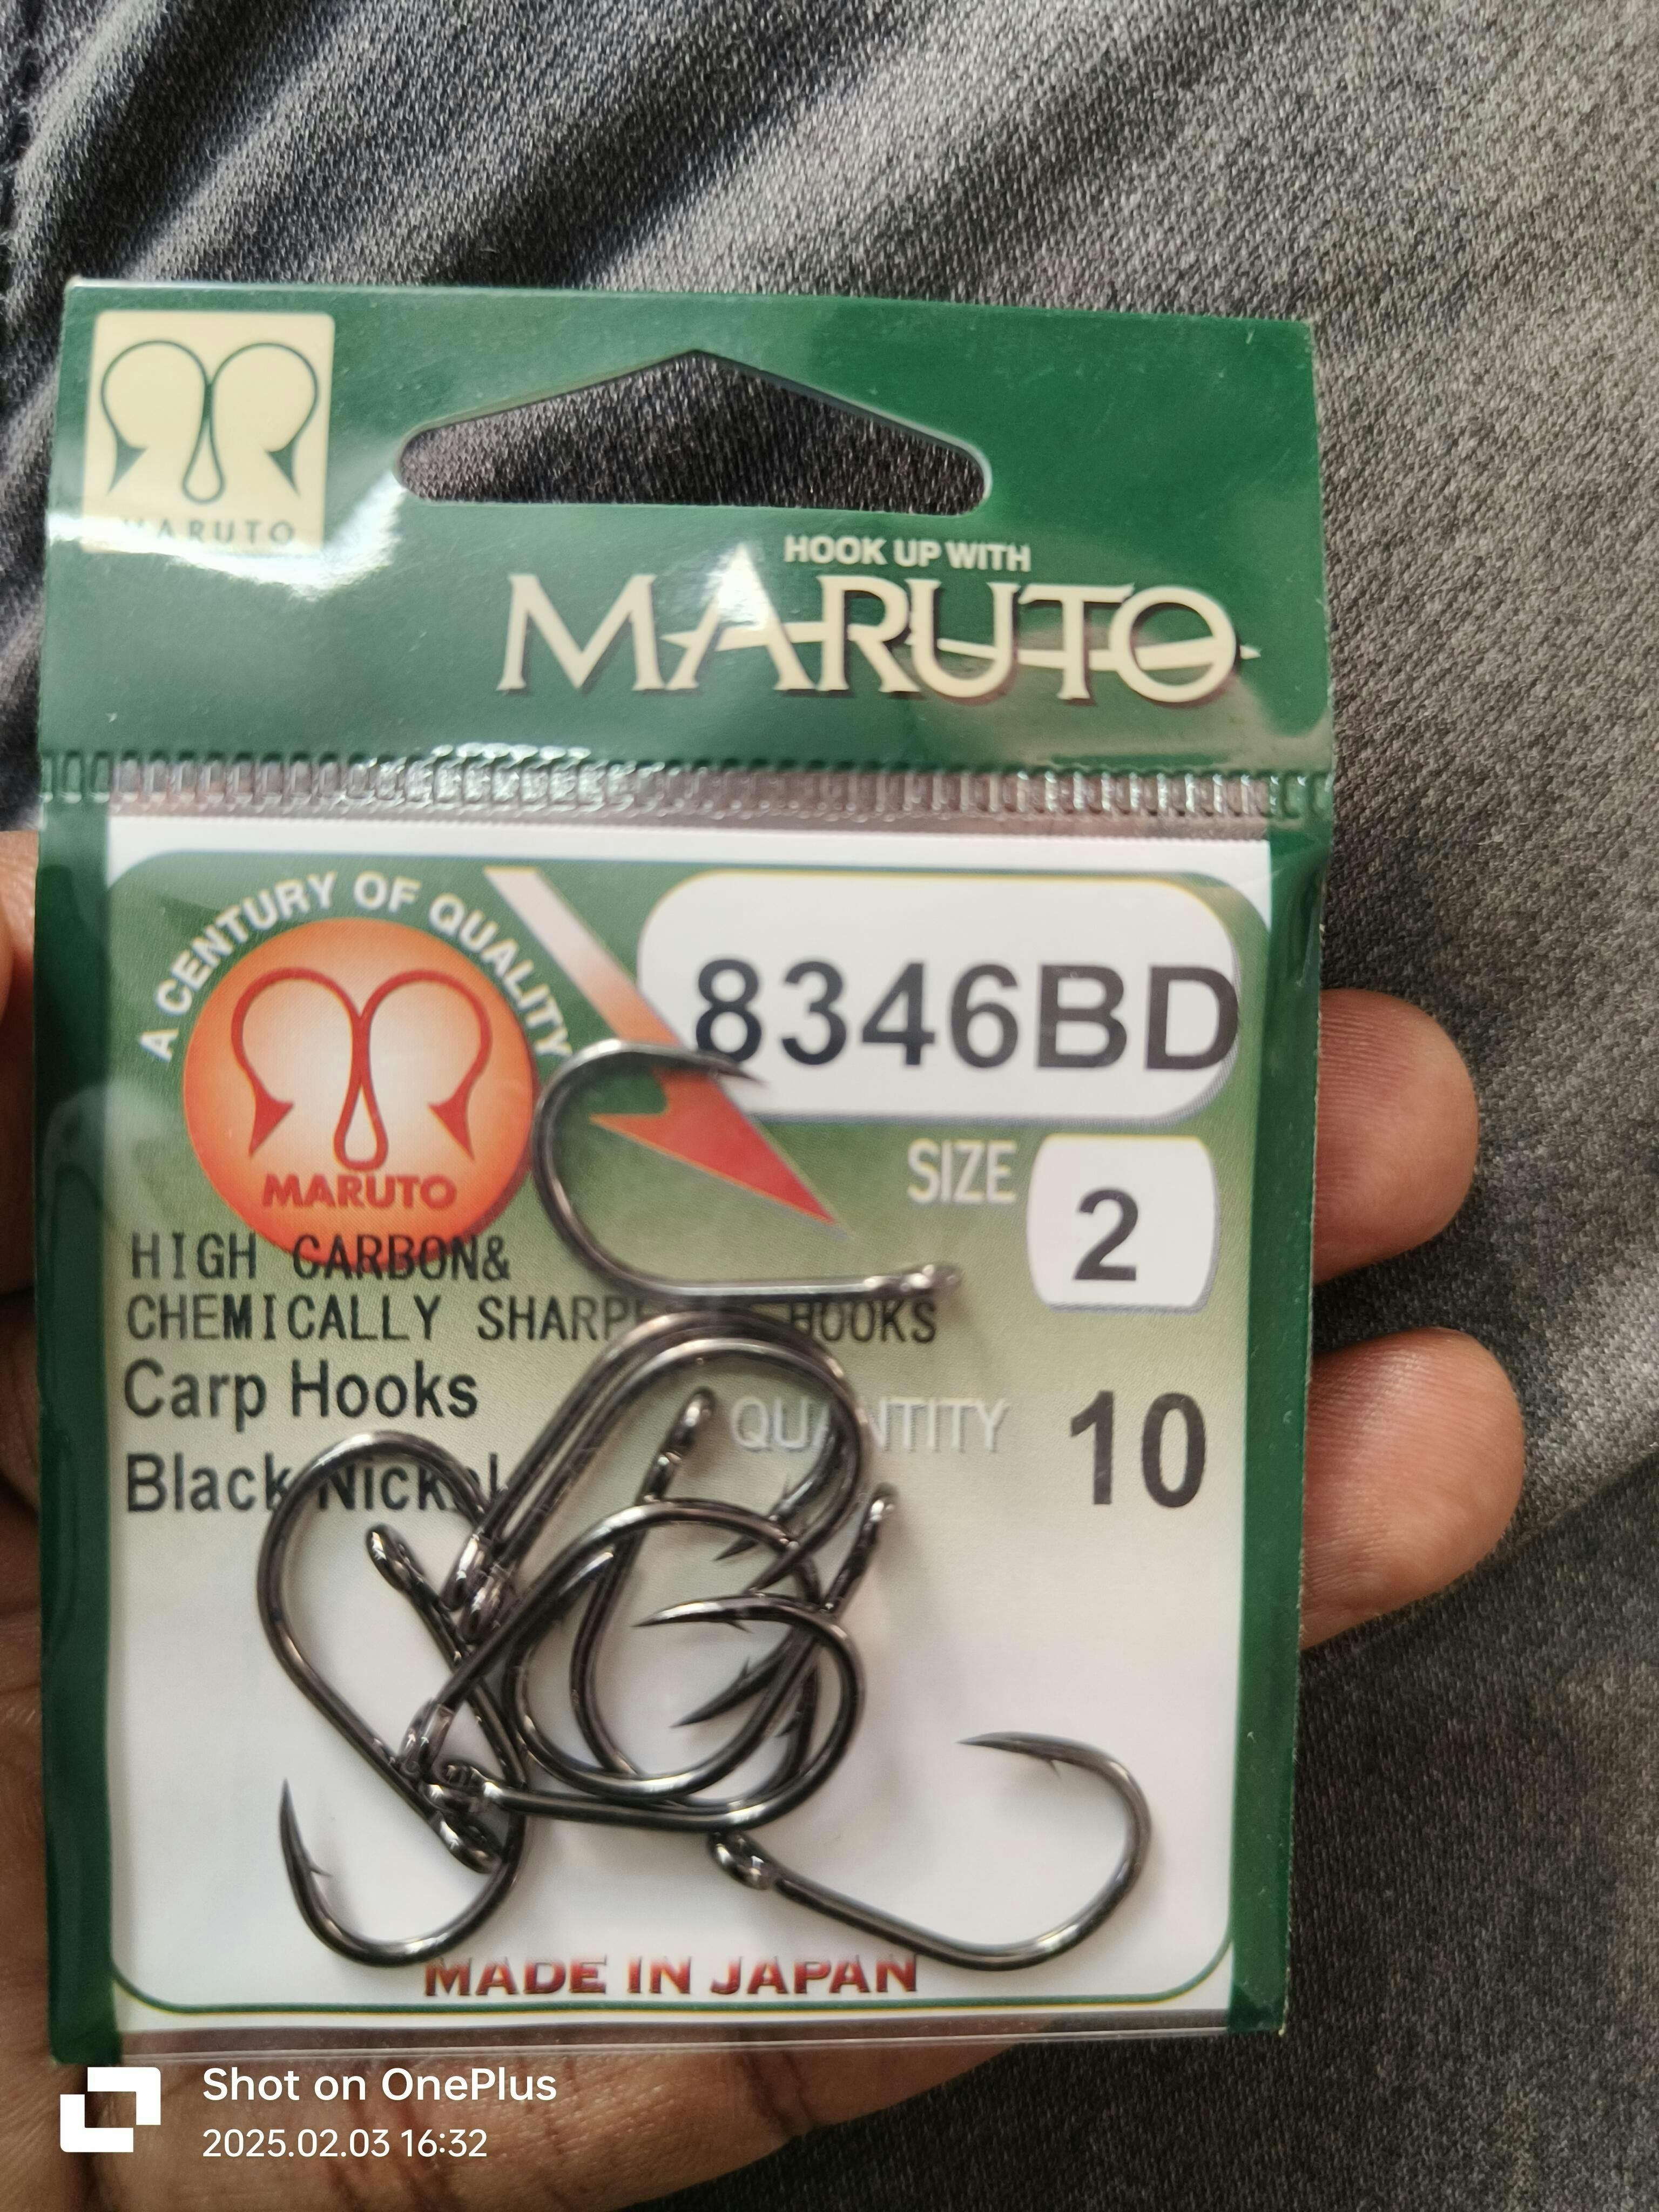 MARUTO
HOOK UP WITH
MARUTO
A CENTURY OF QUALITY
8346BD
MARUTO
SIZE
2
HIGH CARBON&
CHEMICALLY HOOKS
Carp Hooks
QUANTITY
10
Black Nickel
MADE IN JAPAN
Shot on OnePlus
2025.02.03 16:32